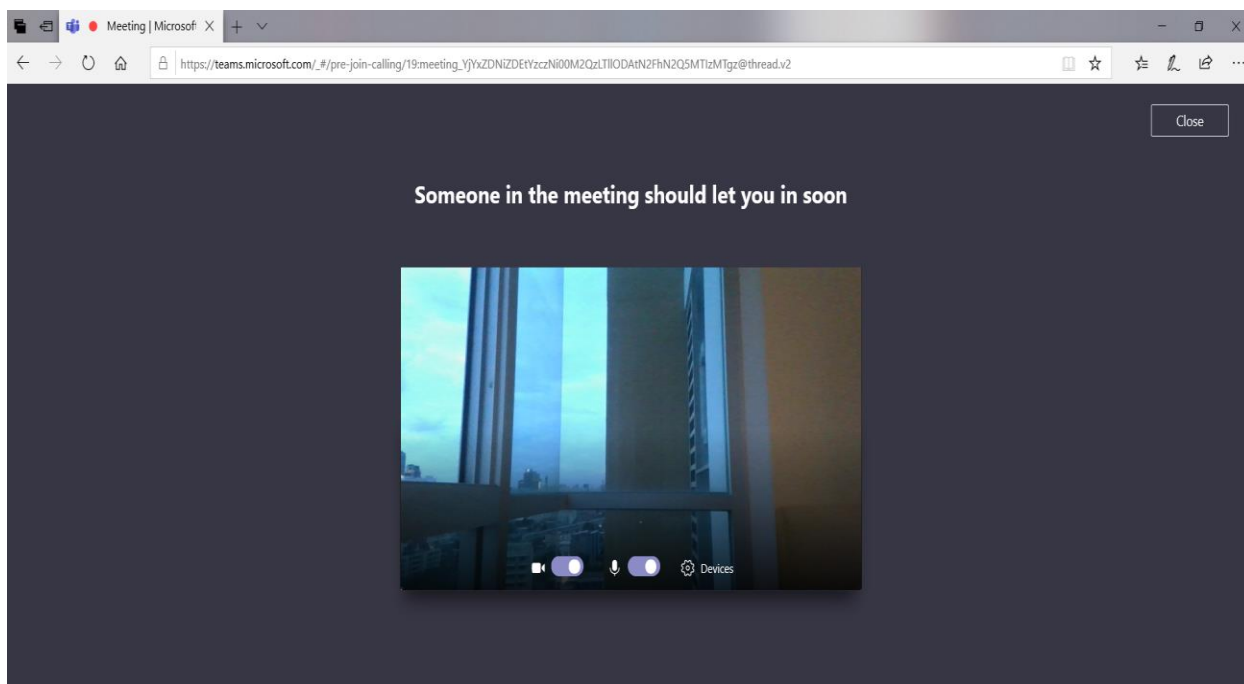 Meeting | Microsof
https://teams.microsoft.com/_#/pre-join-calling/19:meeting_YjYxZDNiZDEtYzczNi00M2QzLTllODAtN2FhN2Q5MTIzMTgz@thread.v2
Close
Someone in the meeting should let you in soon
Devices